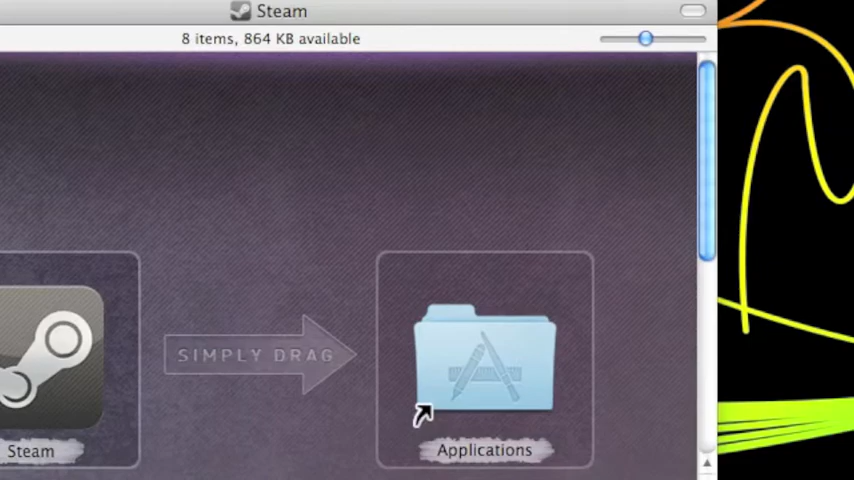 Steam
8 items, 864 KB available
SIMPLY DRAG
Steam
Applications